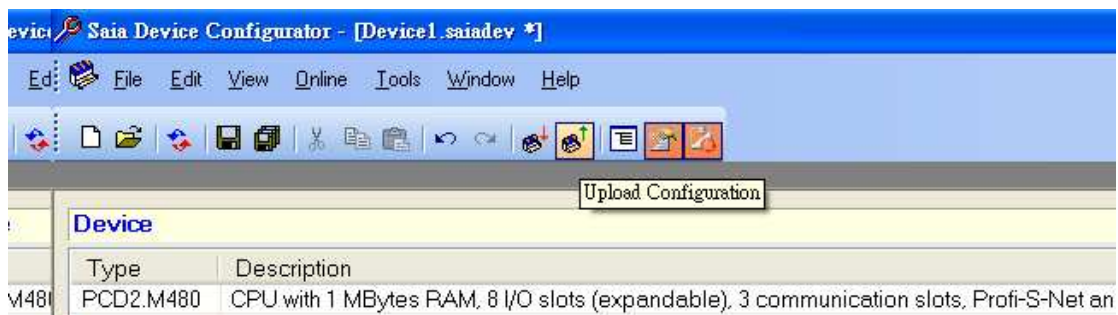 Saia Device Configurator - [Device1.saiadev *]
Ed File Edit View Online Tools Window Help
Upload Configuration
Device
Type Description
M480 PCD2.M480 CPU with 1 MBytes RAM, 8 I/O slots (expandable), 3 communication slots, Profi-S-Net an